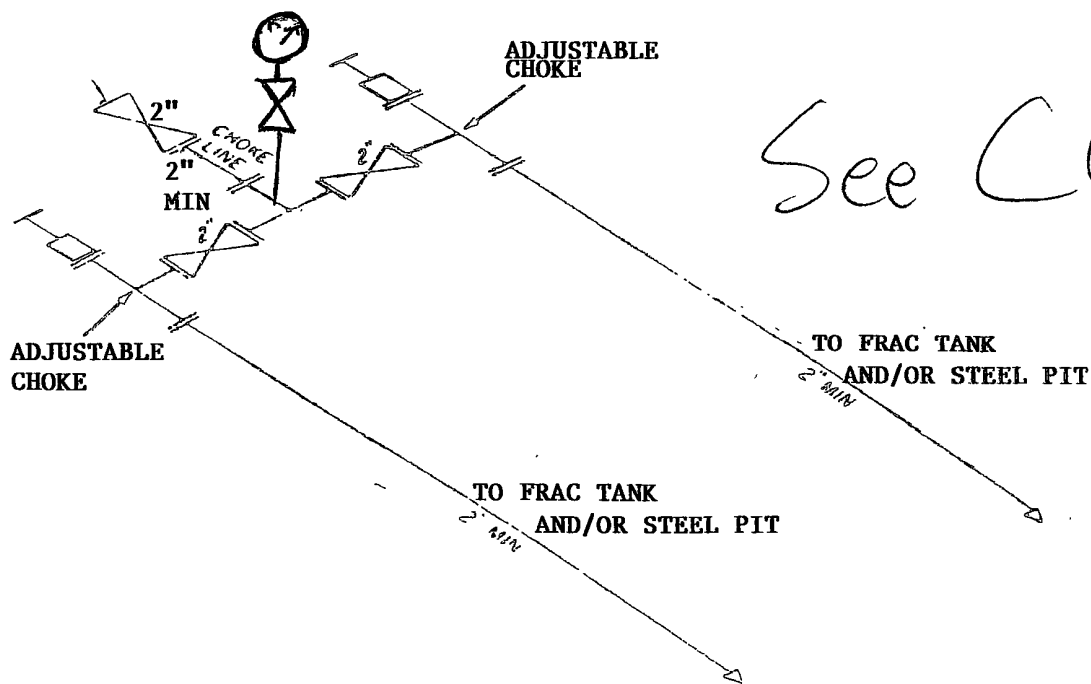 ADJUSTABLE
CHOKE
2"
CHOKE
LINE
2"
MIN
2"
2"
See
ADJUSTABLE
CHOKE
TO FRAC TANK
2" MIN AND/OR STEEL PIT
TO FRAC TANK
2" MIN AND/OR STEEL PIT